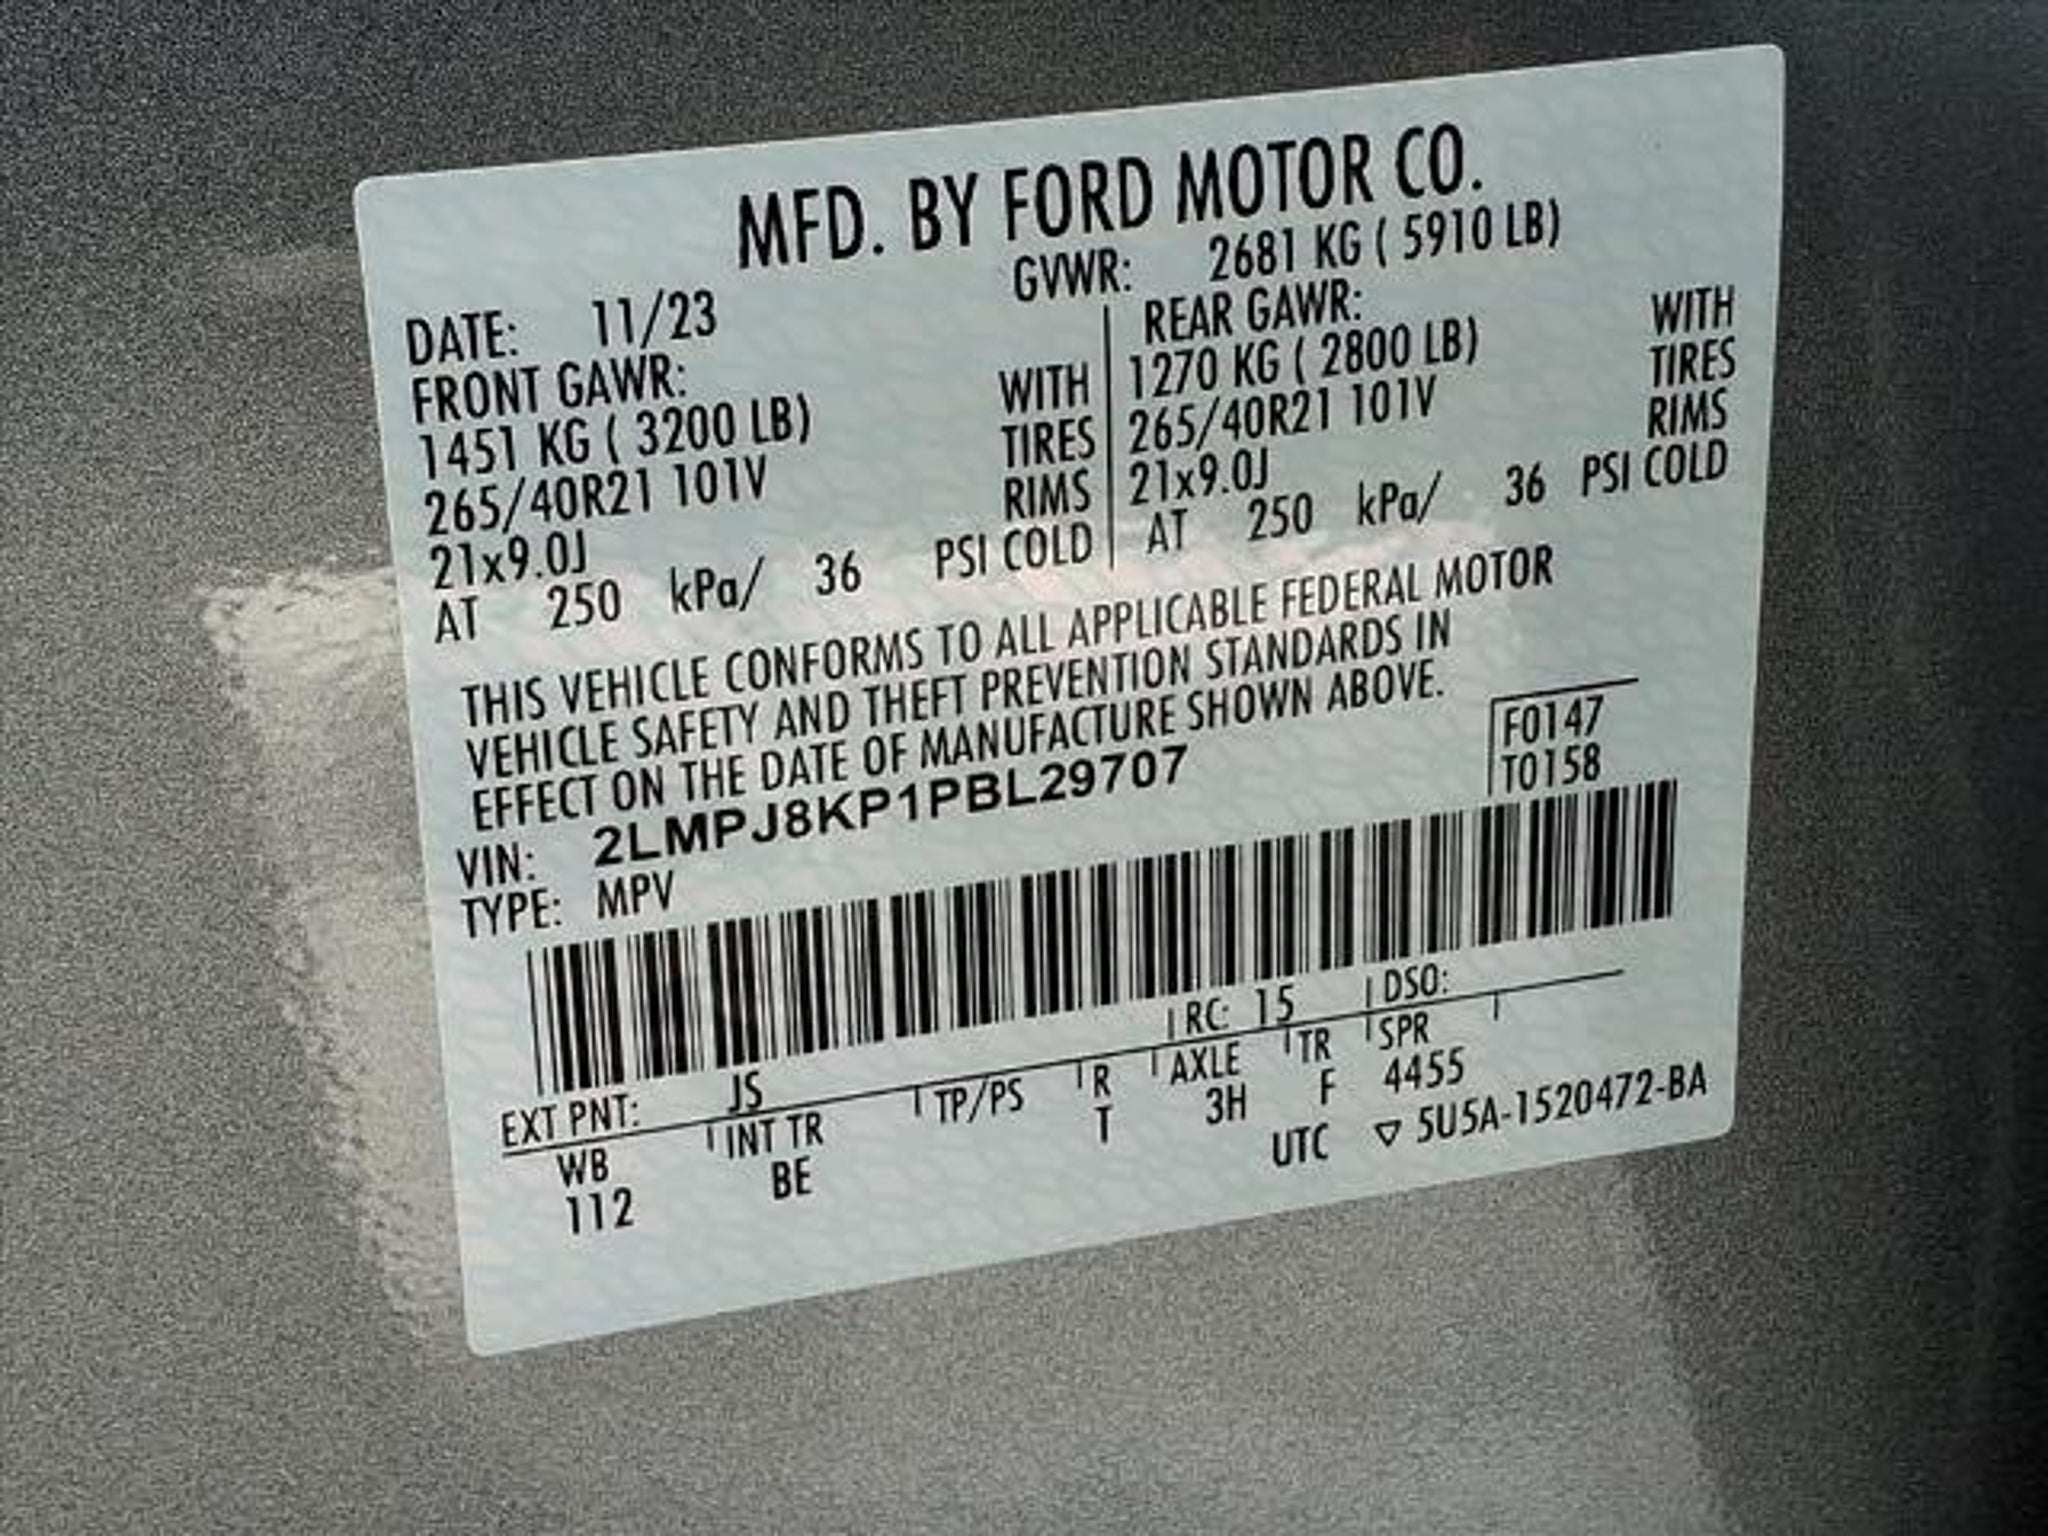 MFD. BY FORD MOTOR CO.
DATE: 11/23 GVWR: 2681 KG ( 5910 LB)
FRONT GAWR: REAR GAWR:
1451 KG ( 3200 LB) WITH 1270 KG ( 2800 LB) WITH
265/40R21 101V TIRES 265/40R21 101V TIRES
21x9.0J RIMS 21x9.0J RIMS
AT 250 kPa/ 36 PSI COLD AT 250 kPa/ 36 PSI COLD
THIS VEHICLE CONFORMS TO ALL APPLICABLE FEDERAL MOTOR
VEHICLE SAFETY AND THEFT PREVENTION STANDARDS IN
EFFECT ON THE DATE OF MANUFACTURE SHOWN ABOVE.
F0147
T0158
VIN: 2LMPJ8KP1PBL29707
TYPE: MPV
EXT PNT: JS RC: 15 DSO:
WB INT TR TP/PS R AXLE TR SPR
112 BE T 3H F 4455
UTC ▽ 5U5A-1520472-BA